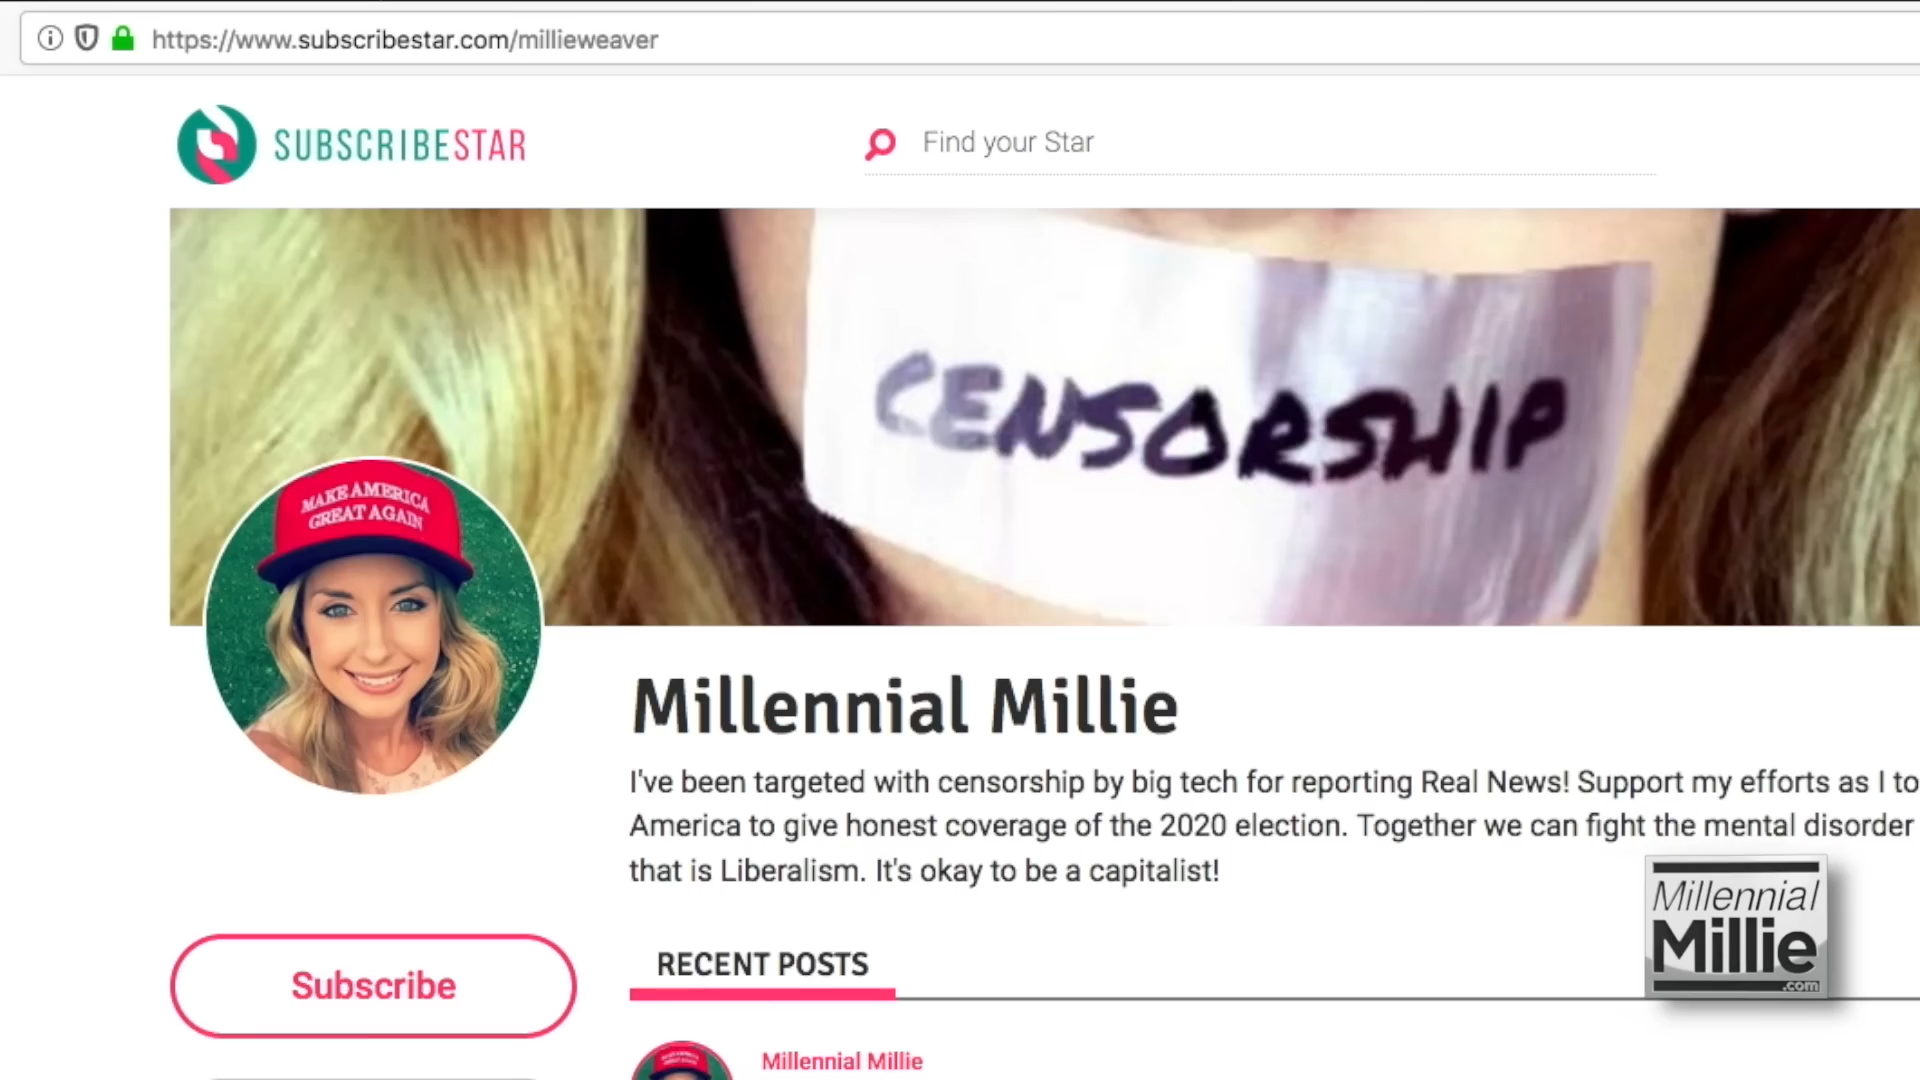 https://www.subscribestar.com/millieweaver
SUBSCRIBESTAR
Find your Star
CENSORSHIP
MAKE AMERICA
GREAT AGAIN
Millennial Millie
I've been targeted with censorship by big tech for reporting Real News! Support my efforts as I to
America to give honest coverage of the 2020 election. Together we can fight the mental disorder
that is Liberalism. It's okay to be a capitalist!
Millennial
Millie
.com
RECENT POSTS
Subscribe
Millennial Millie